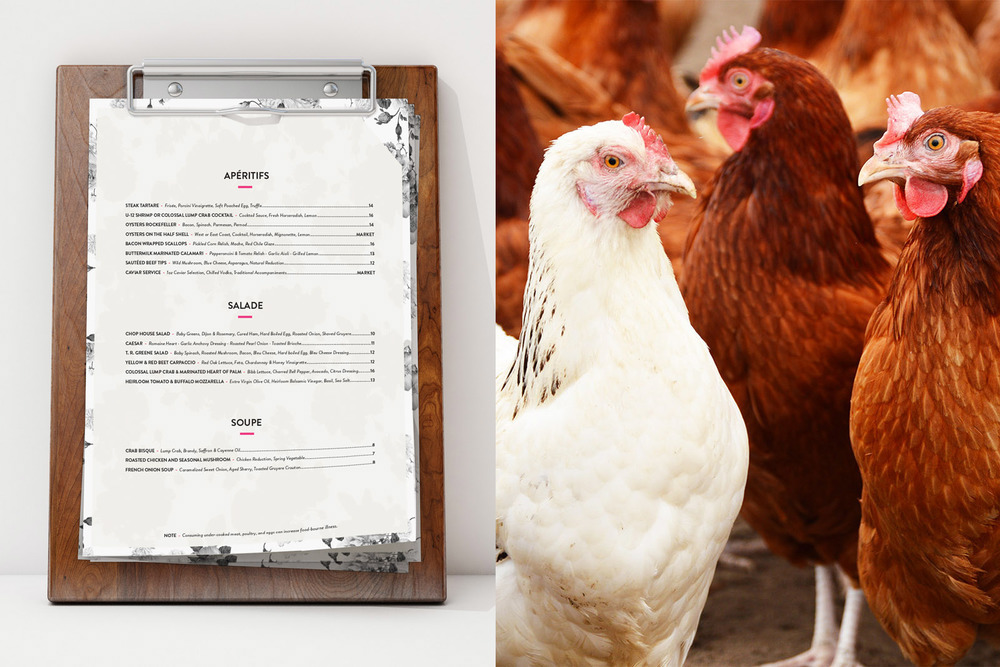 APÉRITIFS
STEAK TARTARE - Frisée, Porcini Vinaigrette, Soft Poached Egg, Truffle 14
U-12 SHRIMP OR COLOSSAL LUMP CRAB COCKTAIL - Cocktail Sauce, Fresh Horseradish, Lemon 16
OYSTERS ROCKEFELLER - Bacon, Spinach, Parmesan, Pernod 14
OYSTERS ON THE HALF SHELL - West or East Coast, Cocktail, Horseradish, Mignonette, Lemon MARKET
BACON WRAPPED SCALLOPS - Pickled Corn Relish, Mache, Red Chile Glaze 16
BUTTERMILK MARINATED CALAMARI - Pepperoncini & Tomato Relish - Garlic Aioli - Grilled Lemon 13
SAUTÉED BEEF TIPS - Wild Mushroom, Blue Cheese, Asparagus, Natural Reduction 12
CAVIAR SERVICE - 1oz Caviar Selection, Chilled Vodka, Traditional Accompaniments MARKET
SALADE
CHOP HOUSE SALAD - Baby Greens, Dijon & Rosemary, Cured Ham, Hard Boiled Egg, Roasted Onion, Shaved Gruyere 10
CAESAR - Romaine Heart - Garlic Anchovy Dressing - Roasted Pearl Onion - Toasted Brioche 11
T. R. GREENE SALAD - Baby Spinach, Roasted Mushroom, Bacon, Bleu Cheese, Hard boiled Egg, Bleu Cheese Dressing 12
YELLOW & RED BEET CARPACCIO - Red Oak Lettuce, Feta, Chardonnay & Honey Vinaigrette 12
COLOSSAL LUMP CRAB & MARINATED HEART OF PALM - Bibb Lettuce, Charred Bell Pepper, Avocado, Citrus Dressing 16
HEIRLOOM TOMATO & BUFFALO MOZZARELLA - Extra Virgin Olive Oil, Heirloom Balsamic Vinegar, Basil, Sea Salt 13
SOUPE
CRAB BISQUE - Lump Crab, Brandy, Saffron & Cayenne Oil 8
ROASTED CHICKEN AND SEASONAL MUSHROOM - Chicken Reduction, Spring Vegetable 7
FRENCH ONION SOUP - Caramelized Sweet Onion, Aged Sherry, Toasted Gruyere Crouton 8
NOTE - Consuming under-cooked meat, poultry, and eggs can increase food-bourne illness.